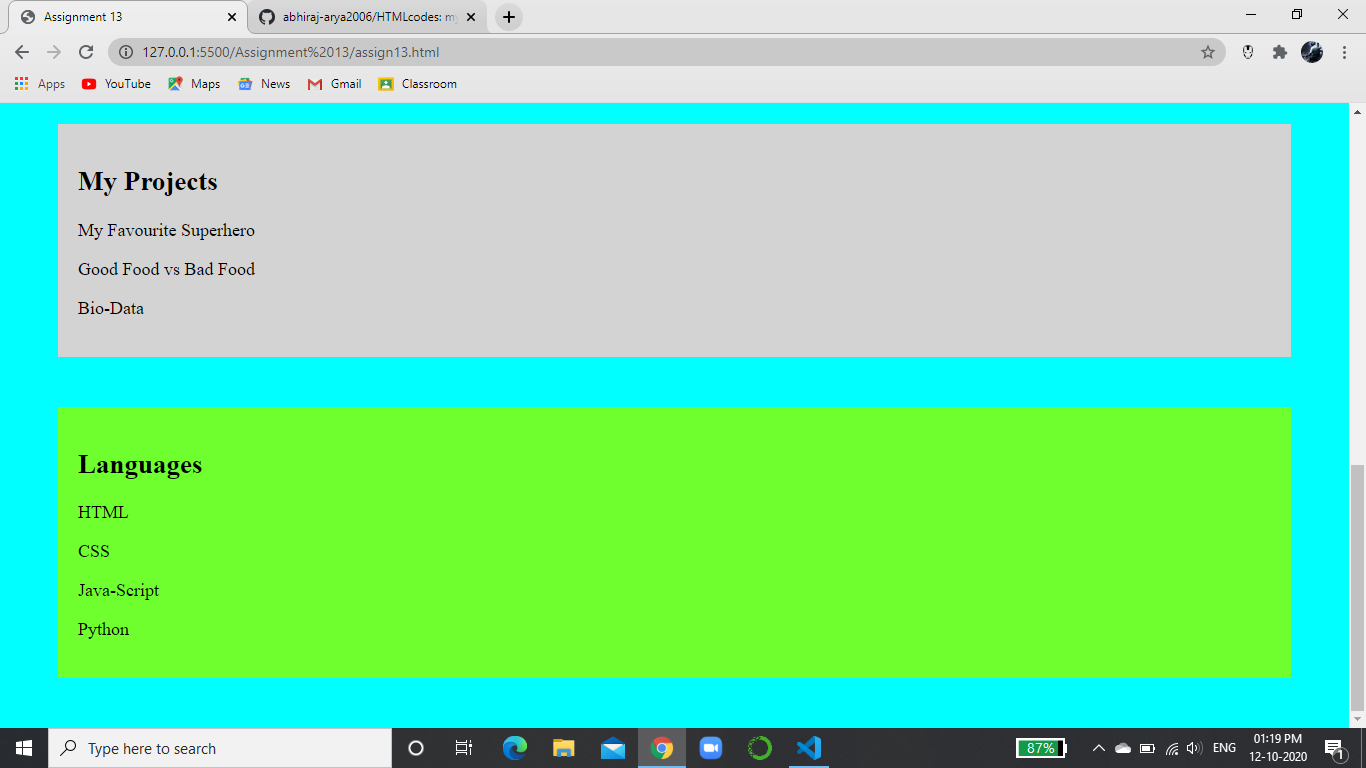 Assignment 13
abhiraj-arya2006/HTMLcodes: my
127.0.0.1:5500/Assignment%2013/assign13.html
Apps YouTube Maps News Gmail Classroom
My Projects
My Favourite Superhero
Good Food vs Bad Food
Bio-Data
Languages
HTML
CSS
Java-Script
Python
Type here to search
87%
ENG
01:19 PM
12-10-2020
1